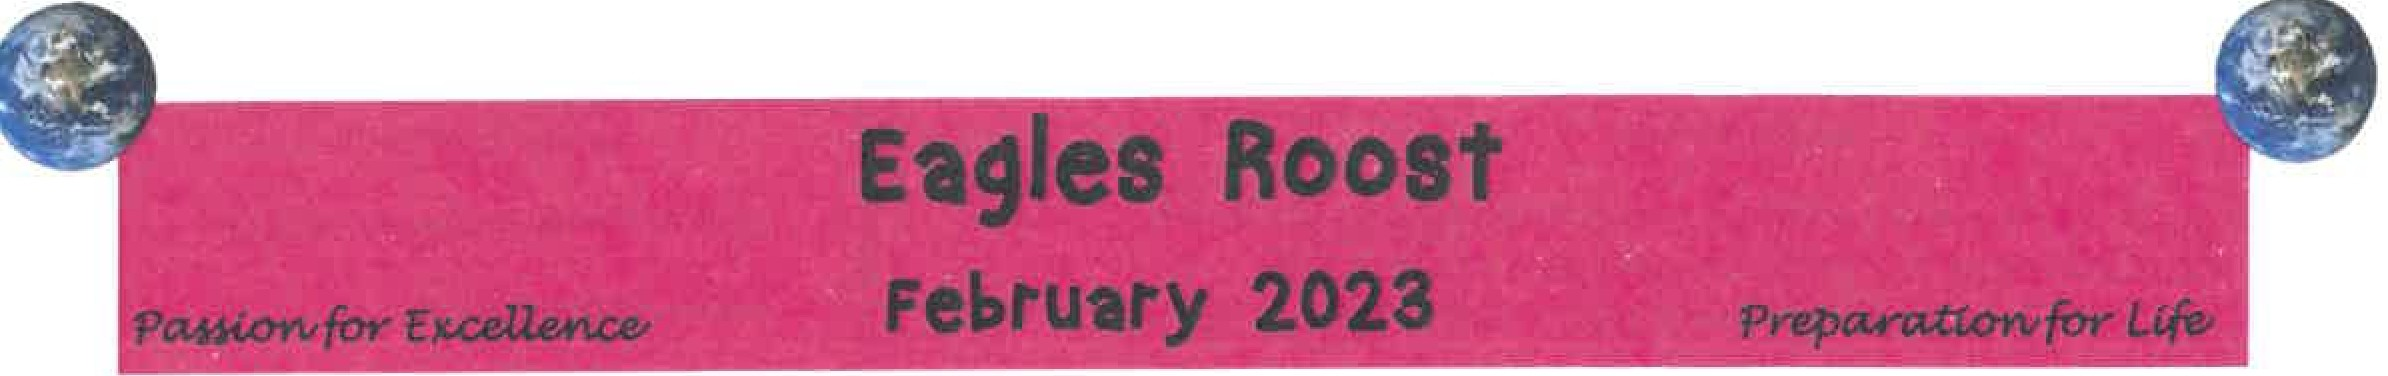 Eagles Roost
February 2023
Passion for Excellence
Preparation for Life